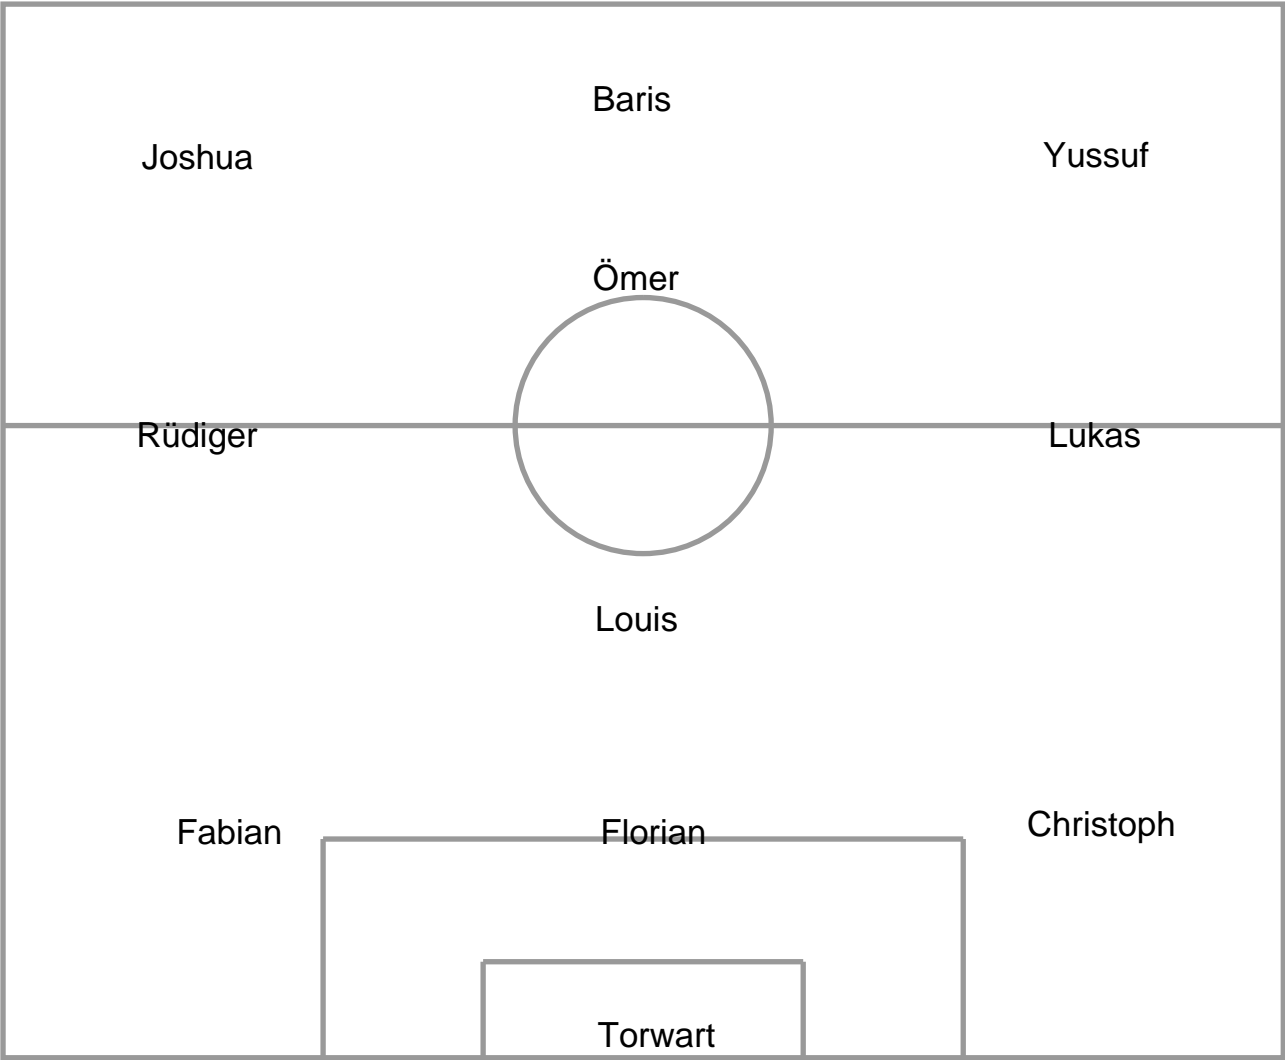 Baris
Joshua
Yussuf
Ömer
Rüdiger
Lukas
Louis
Fabian
Florian
Christoph
Torwart